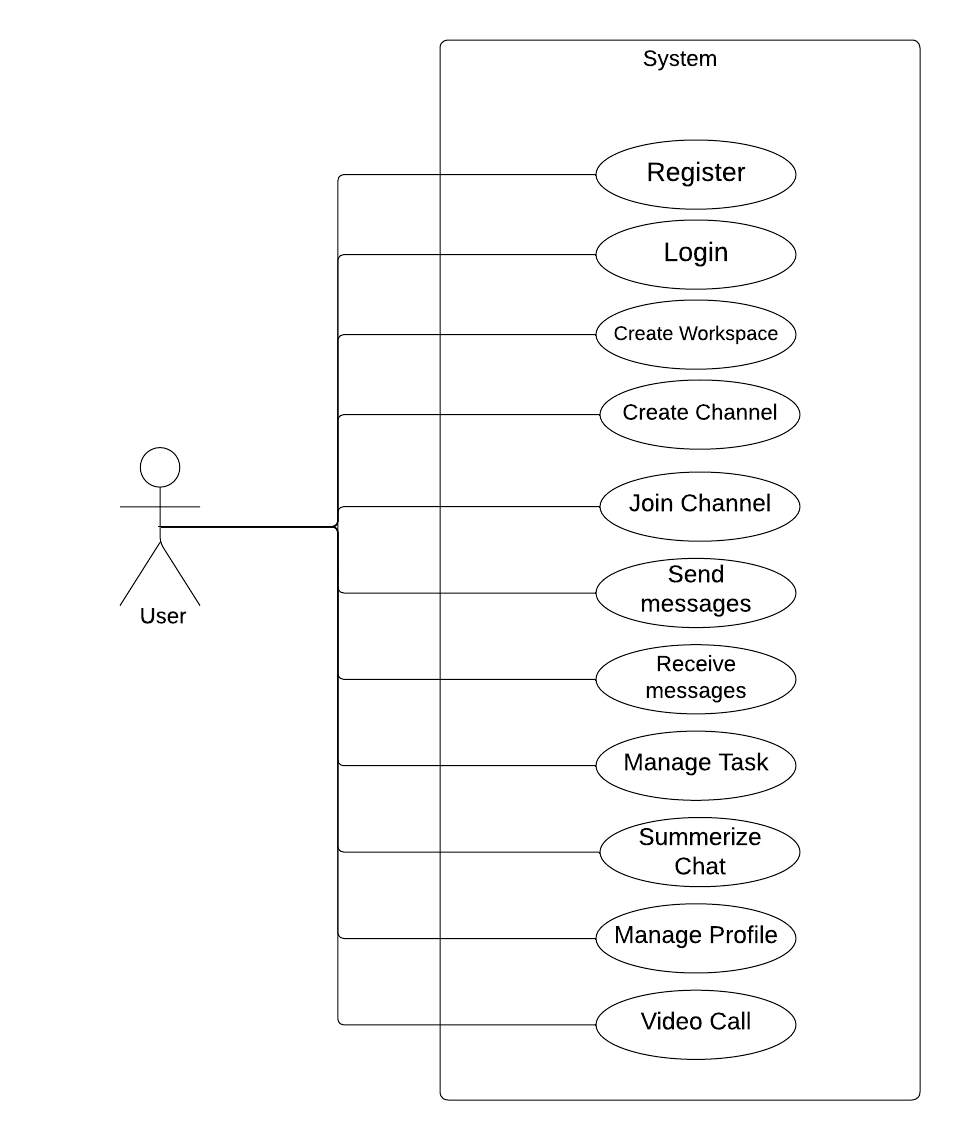 System
Register
Login
Create Workspace
Create Channel
Join Channel
Send
messages
Receive
messages
Manage Task
Summerize
Chat
Manage Profile
Video Call
User